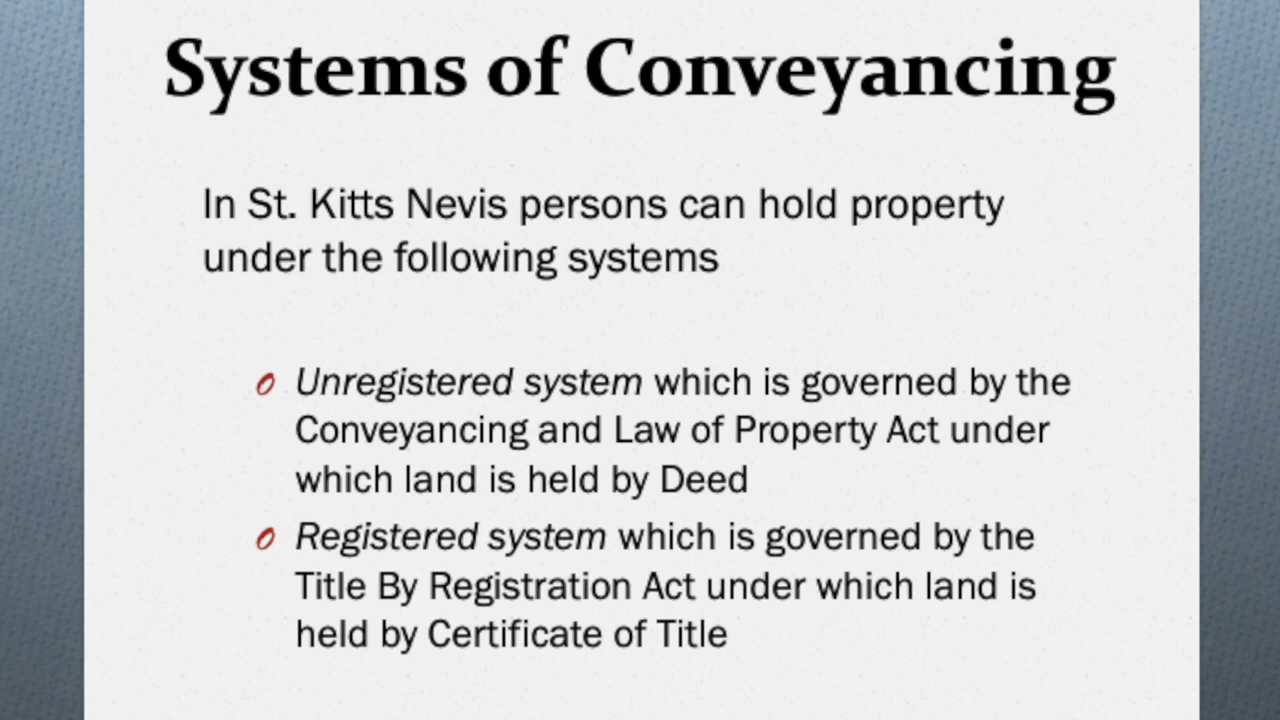 Systems of Conveyancing
In St. Kitts Nevis persons can hold property
under the following systems
Unregistered system which is governed by the
Conveyancing and Law of Property Act under
which land is held by Deed
Registered system which is governed by the
Title By Registration Act under which land is
held by Certificate of Title